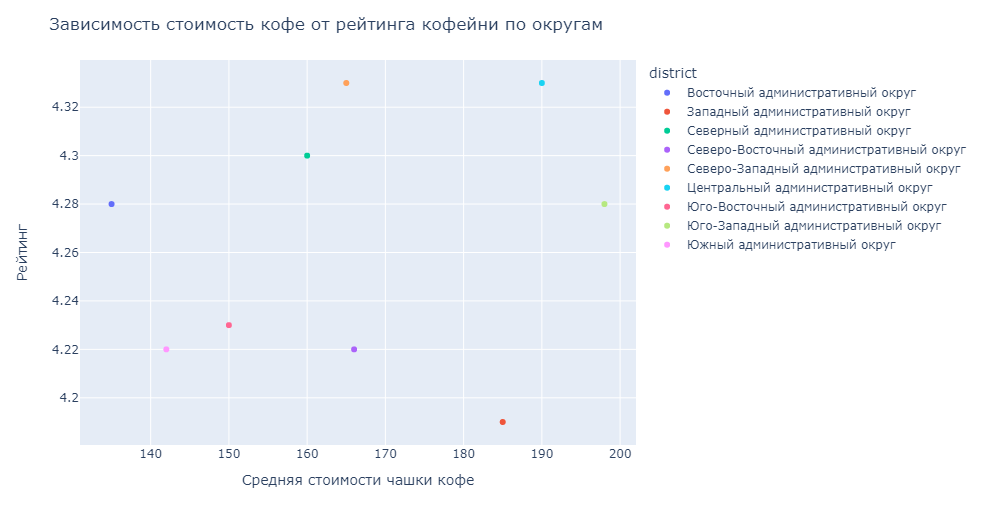 Зависимость стоимость кофе от рейтинга кофейни по округам
4.32
4.3
4.28
4.26
4.24
4.22
4.2
Рейтинг
140 150 160 170 180 190 200
Средняя стоимости чашки кофе
district
Восточный административный округ
Западный административный округ
Северный административный округ
Северо-Восточный административный округ
Северо-Западный административный округ
Центральный административный округ
Юго-Восточный административный округ
Юго-Западный административный округ
Южный административный округ